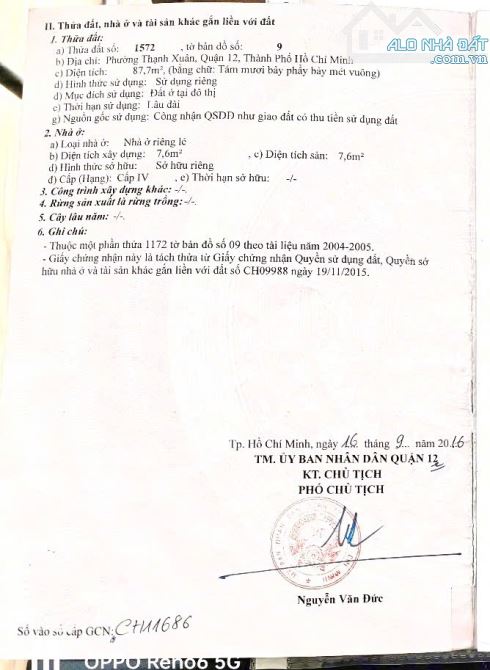 ALO NHÀ ĐẤT
.com.vn
II. Thửa đất, nhà ở và tài sản khác gắn liền với đất
1. Thửa đất:
a) Thửa đất số: 1572 , tờ bản đồ số: 9
b) Địa chỉ: Phường Thạnh Xuân, Quận 12, Thành Phố Hồ Chí Minh
c) Diện tích: 87,7m², (bằng chữ: Tám mươi bảy phẩy bảy mét vuông)
d) Hình thức sử dụng: Sử dụng riêng
đ) Mục đích sử dụng: Đất ở tại đô thị
e) Thời hạn sử dụng: Lâu dài
g) Nguồn gốc sử dụng: Công nhận QSDĐ như giao đất có thu tiền sử dụng đất
2. Nhà ở:
a) Loại nhà ở: Nhà ở riêng lẻ
b) Diện tích xây dựng: 7,6m² , c) Diện tích sàn: 7,6m²
d) Hình thức sở hữu: Sở hữu riêng
đ) Cấp (Hạng): Cấp IV , e) Thời hạn sở hữu: -/-
3. Công trình xây dựng khác: -/-.
4. Rừng sản xuất là rừng trồng: -/-.
5. Cây lâu năm: -/-.
6. Ghi chú:
- Thuộc một phần thửa 1172 tờ bản đồ số 09 theo tài liệu năm 2004-2005.
- Giấy chứng nhận này là tách thửa từ Giấy chứng nhận Quyền sử dụng đất, Quyền sở
hữu nhà ở và tài sản khác gắn liền với đất số CH09988 ngày 19/11/2015.
Tp. Hồ Chí Minh, ngày 16 tháng 9 năm 2016
TM. ỦY BAN NHÂN DÂN QUẬN 12
KT. CHỦ TỊCH
PHÓ CHỦ TỊCH
Nguyễn Văn Đức
Số vào sổ cấp GCN: CH11686
OPPO Reno6 5G